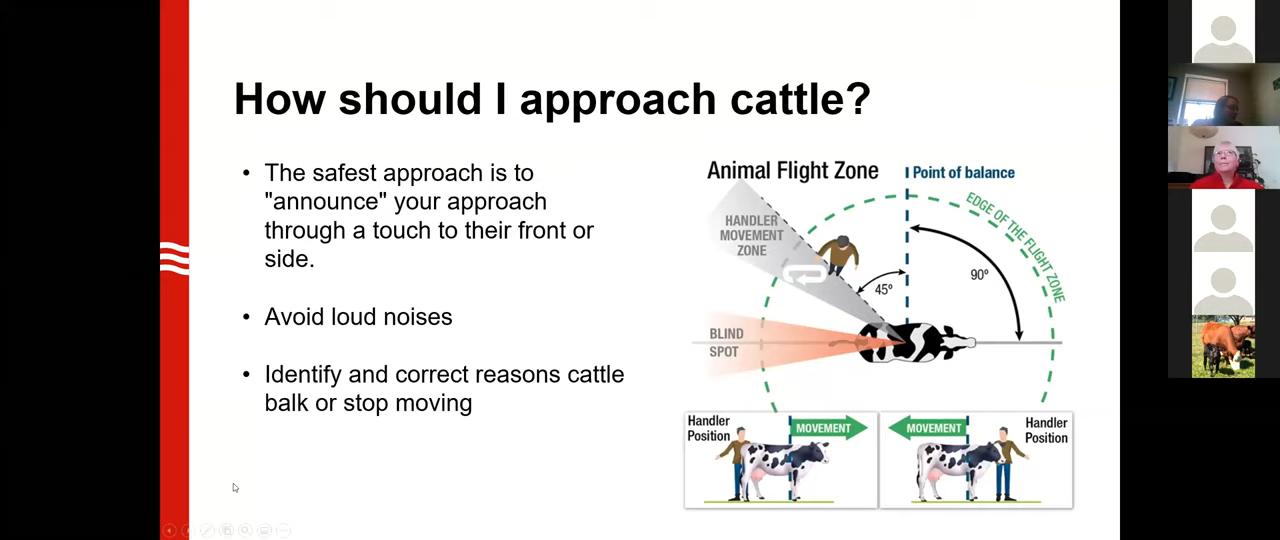 How should I approach cattle?
• The safest approach is to
"announce" your approach
through a touch to their front or
side.
• Avoid loud noises
• Identify and correct reasons cattle
balk or stop moving
Animal Flight Zone
Point of balance
EDGE OF THE FLIGHT ZONE
HANDLER
MOVEMENT
ZONE
45º
90º
BLIND
SPOT
Handler
Position
MOVEMENT
MOVEMENT
Handler
Position